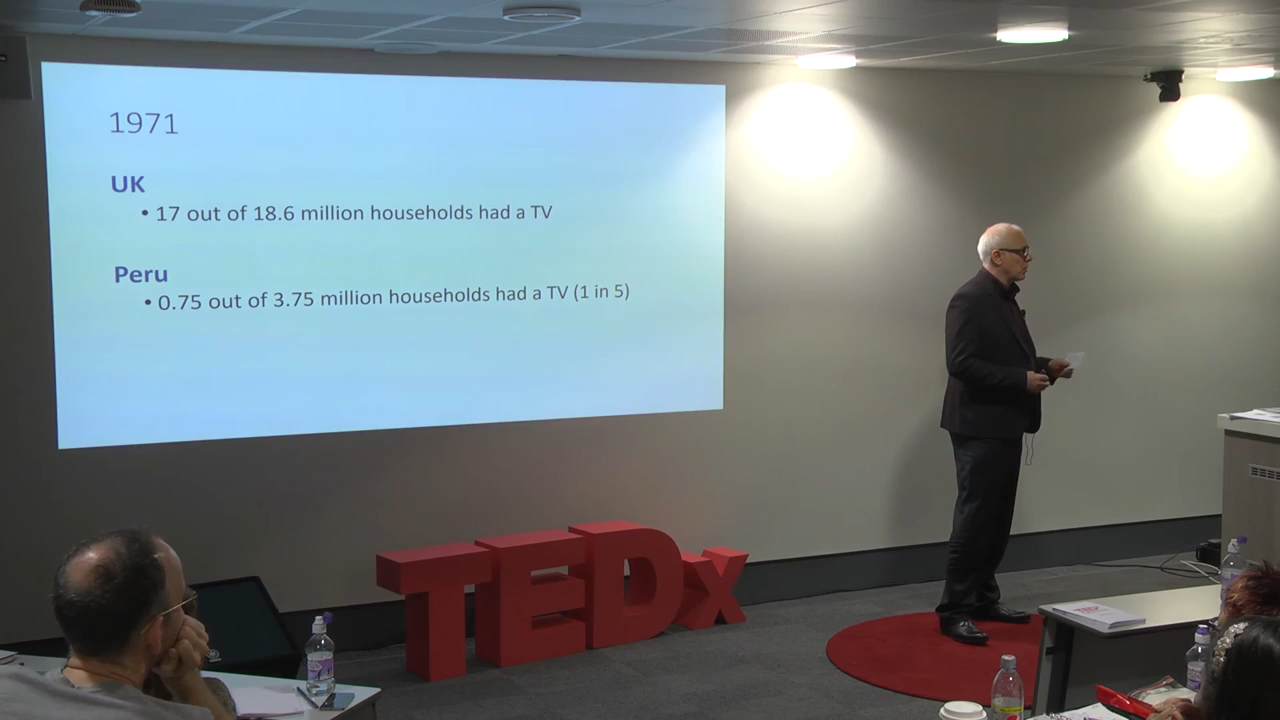 1971
UK
• 17 out of 18.6 million households had a TV
Peru
• 0.75 out of 3.75 million households had a TV (1 in 5)
TEDx